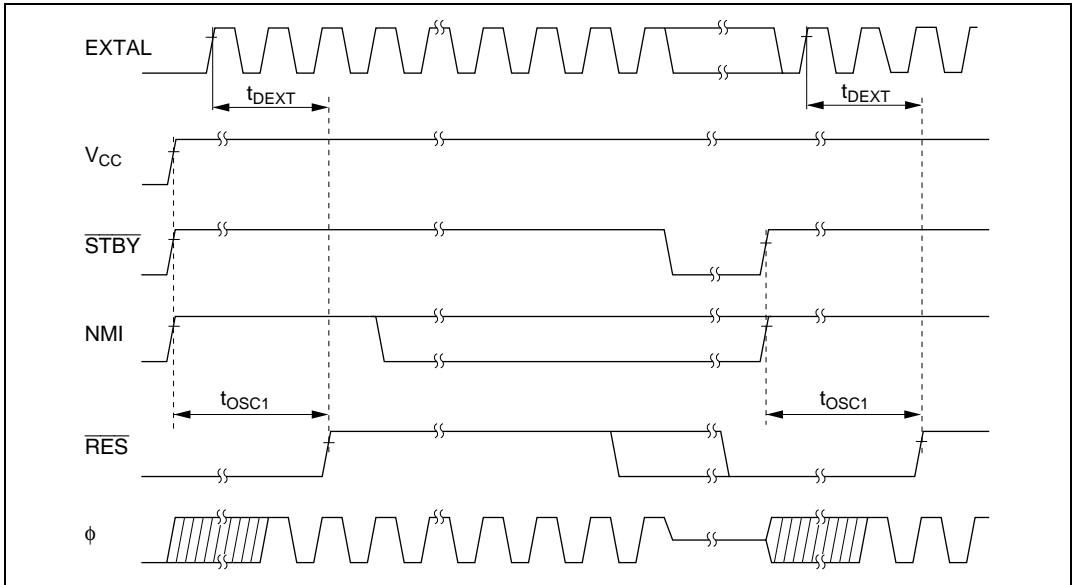 EXTAL
tDEXT tDEXT
VCC
STBY
NMI
tOSC1 tOSC1
RES
ϕ